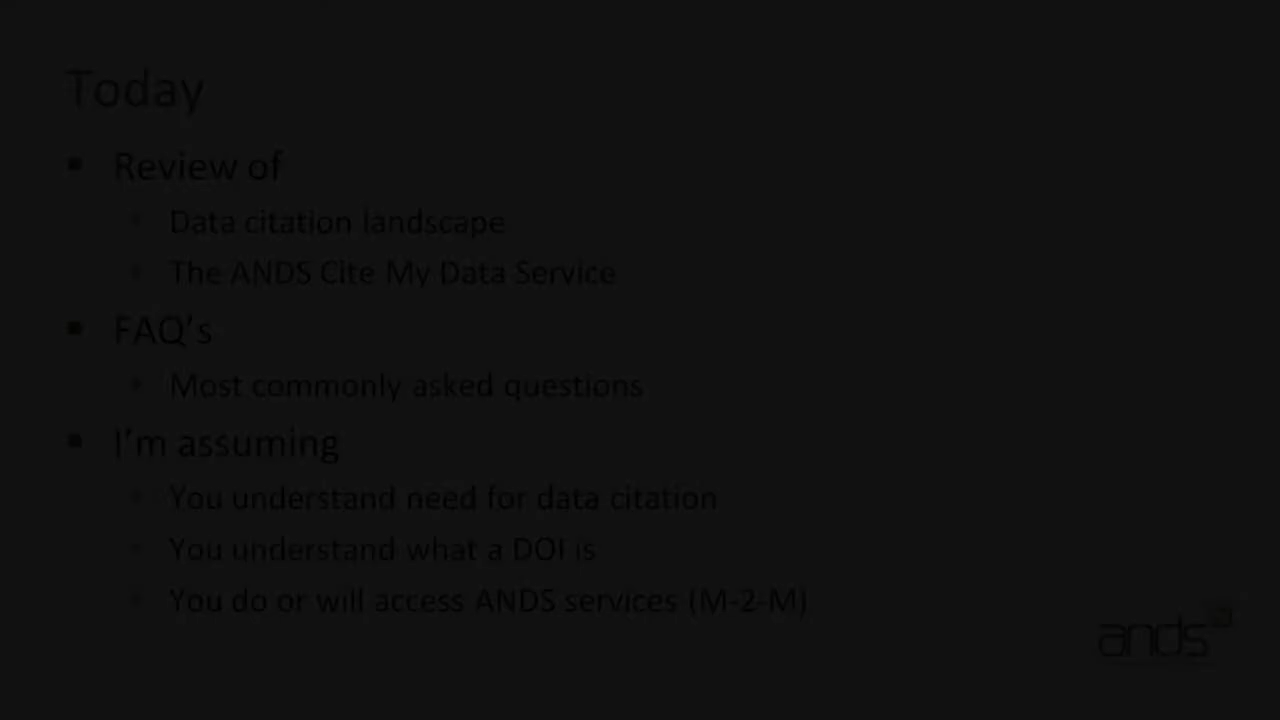 Today
Review of
Data citation landscape
The ANDS Cite My Data Service
FAQ's
Most commonly asked questions
I'm assuming
You understand need for data citation
You understand what a DOI is
You do or will access ANDS services (M-2-M)
ands